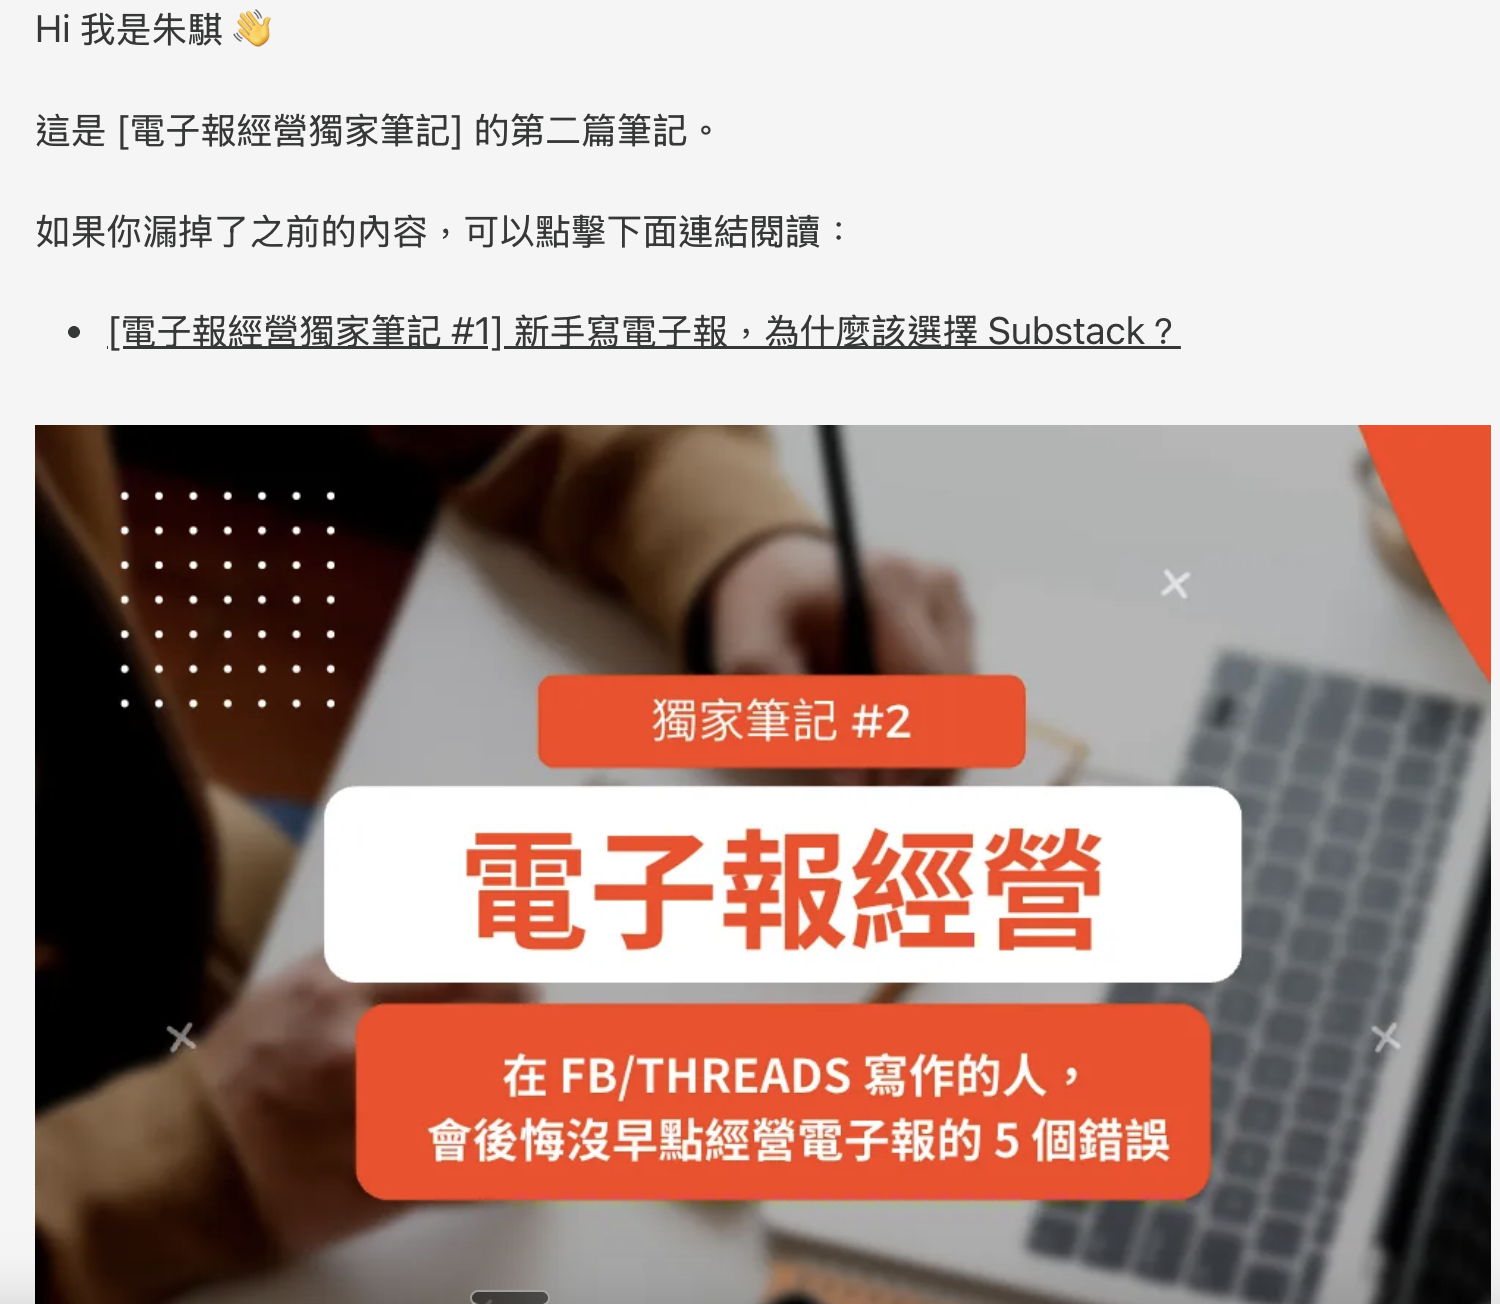 Hi 我是朱騏 👋
這是 [電子報經營獨家筆記] 的第二篇筆記。
如果你漏掉了之前的內容，可以點擊下面連結閱讀：
• [電子報經營獨家筆記 #1] 新手寫電子報，為什麼該選擇 Substack？
獨家筆記 #2
電子報經營
在 FB/THREADS 寫作的人，
會後悔沒早點經營電子報的 5 個錯誤